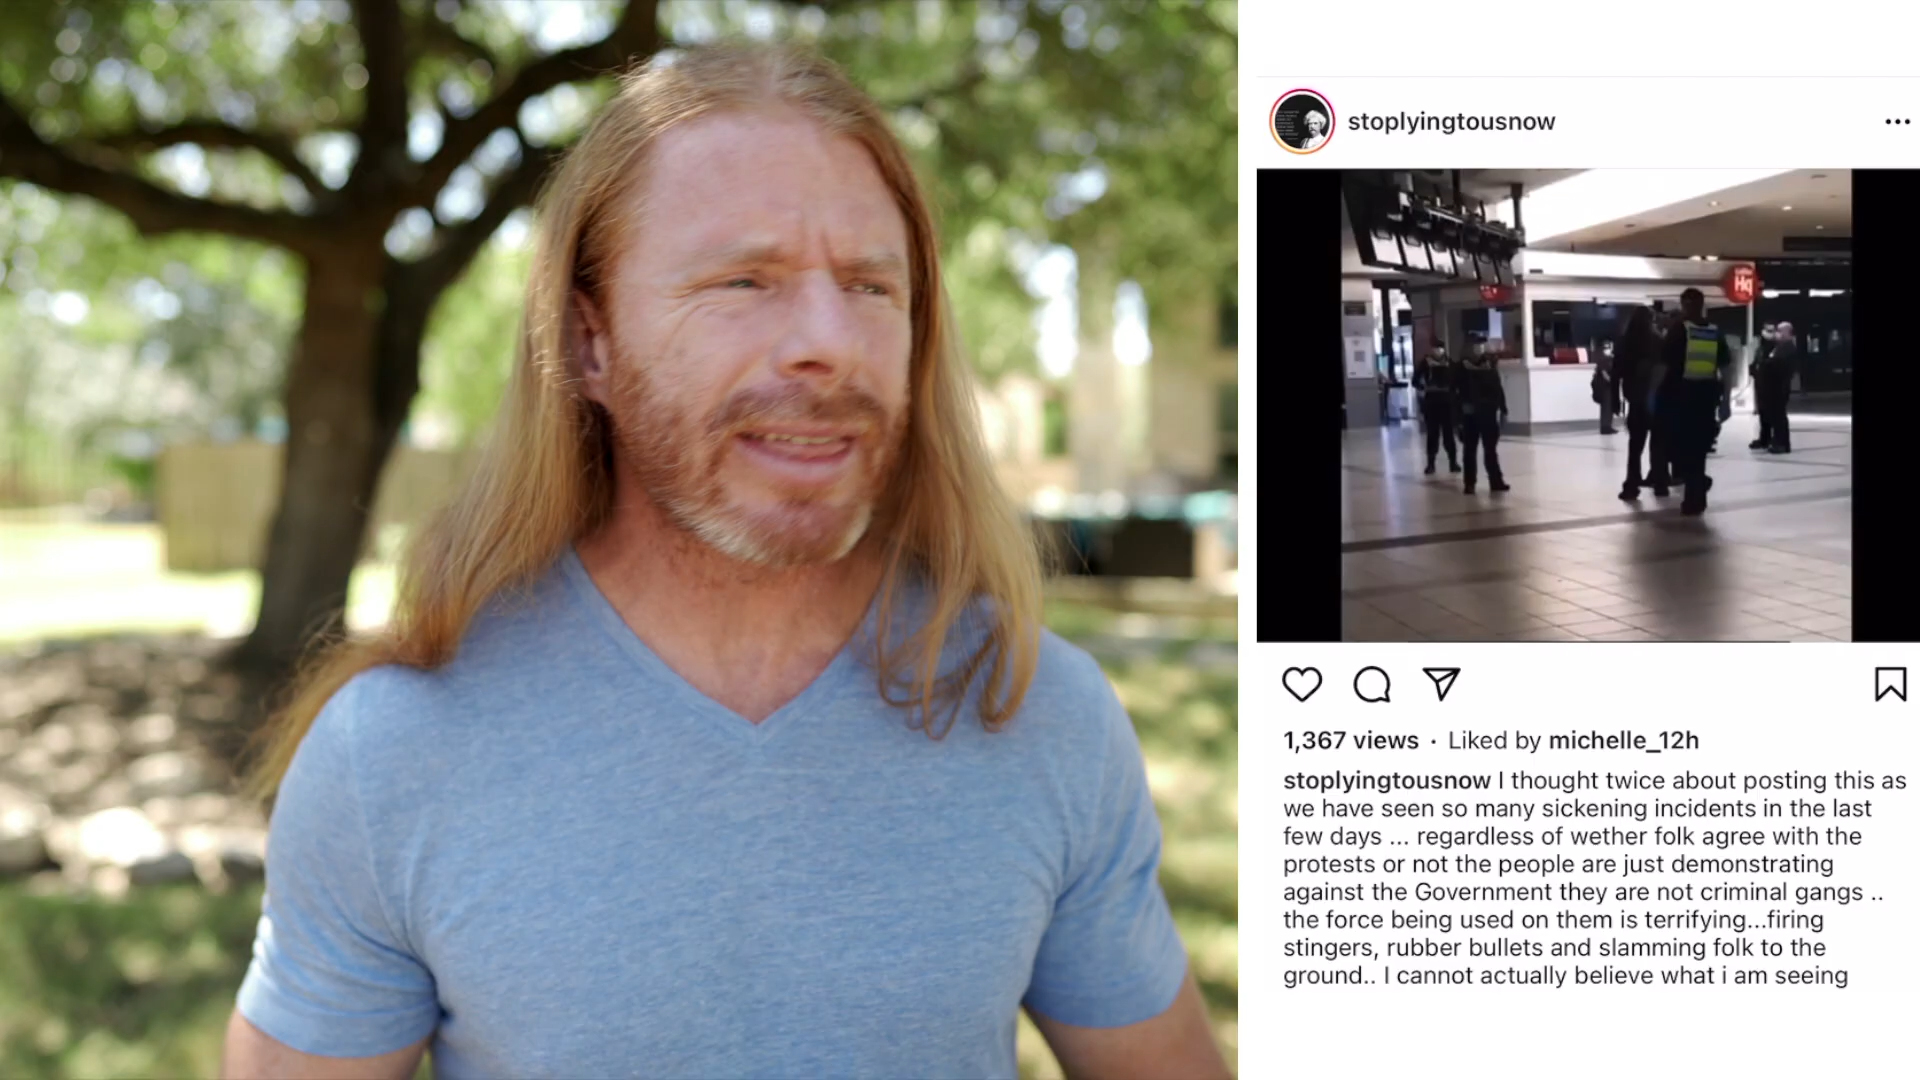 stoplyingtousnow
Hq
1,367 views · Liked by michelle_12h
stoplyingtousnow I thought twice about posting this as
we have seen so many sickening incidents in the last
few days ... regardless of wether folk agree with the
protests or not the people are just demonstrating
against the Government they are not criminal gangs ..
the force being used on them is terrifying...firing
stingers, rubber bullets and slamming folk to the
ground.. I cannot actually believe what i am seeing